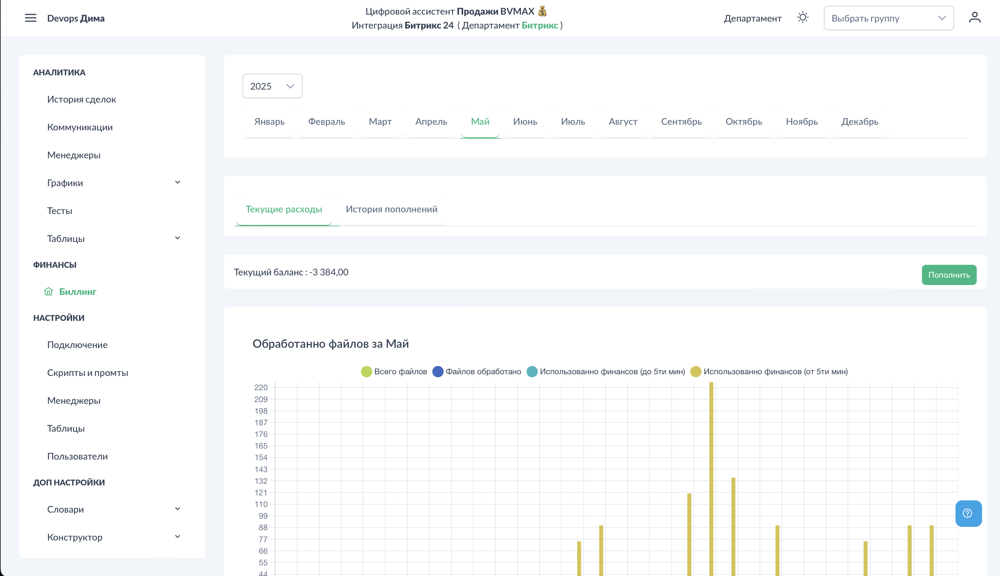 Devops Дима
Цифровой ассистент Продажи BVMAX 💰
Интеграция Битрикс 24 ( Департамент Битрикс )
Департамент
Выбрать группу
АНАЛИТИКА
История сделок
Коммуникации
Менеджеры
Графики
Тесты
Таблицы
ФИНАНСЫ
Биллинг
НАСТРОЙКИ
Подключение
Скрипты и промты
Менеджеры
Таблицы
Пользователи
ДОП НАСТРОЙКИ
Словари
Конструктор
2025
Январь Февраль Март Апрель Май Июнь Июль Август Сентябрь Октябрь Ноябрь Декабрь
Текущие расходы История пополнений
Текущий баланс : -3 384,00
Пополнить
Обработанно файлов за Май
Всего файлов Файлов обработано Использованно финансов (до 5ти мин) Использованно финансов (от 5ти мин)
220
209
198
187
176
165
154
143
132
121
110
99
88
77
66
55
44